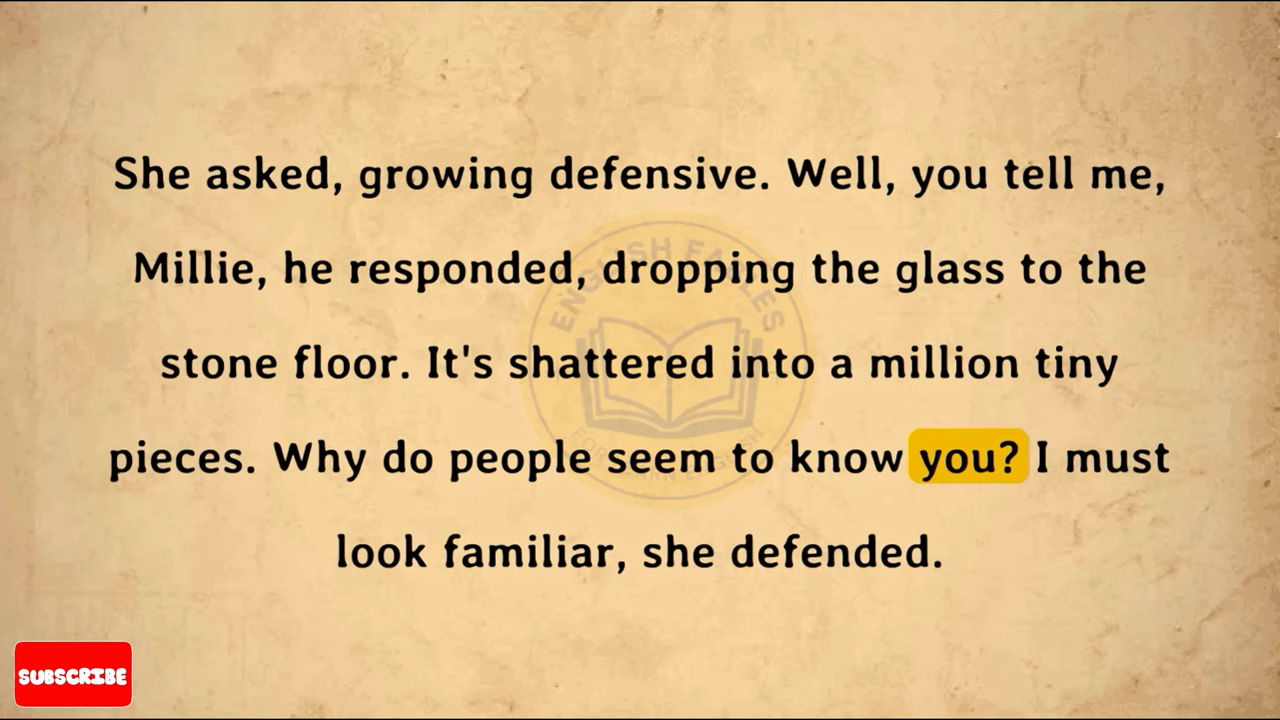 She asked, growing defensive. Well, you tell me,
Millie, he responded, dropping the glass to the
stone floor. It's shattered into a million tiny
pieces. Why do people seem to know you? I must
look familiar, she defended.
SUBSCRIBE